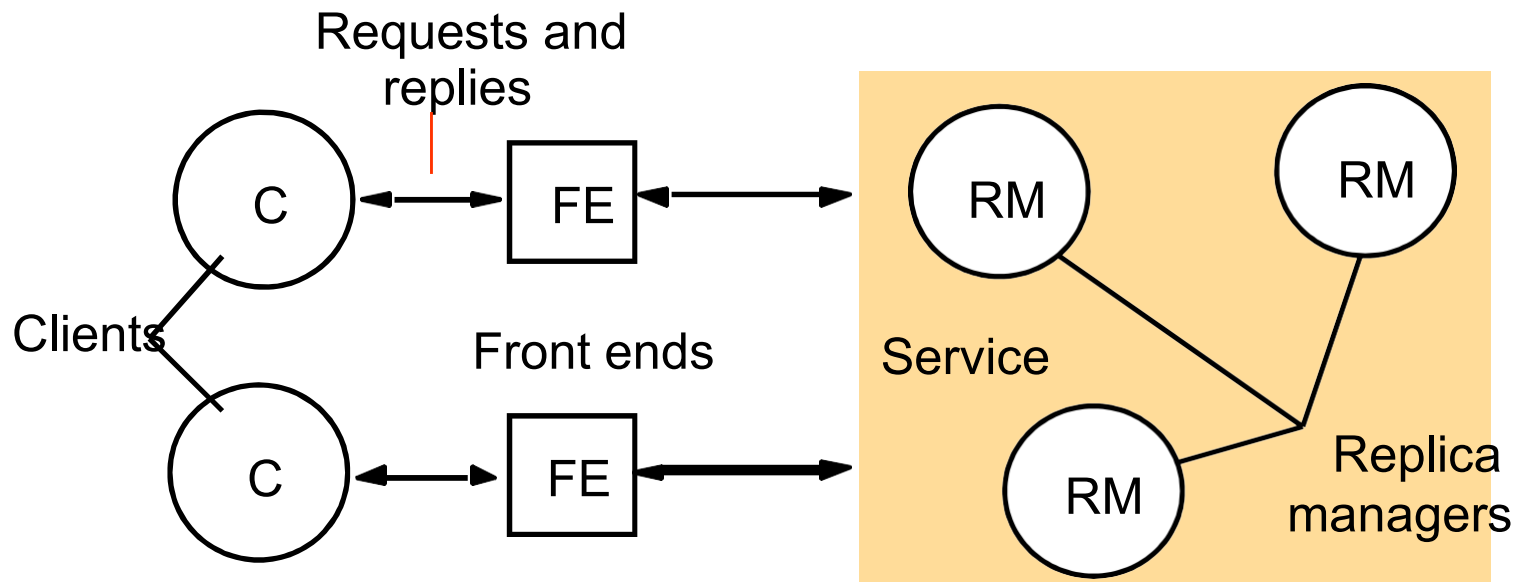 Requests and
replies
C
FE
RM
RM
Clients
Front ends
Service
C
FE
RM
Replica
managers